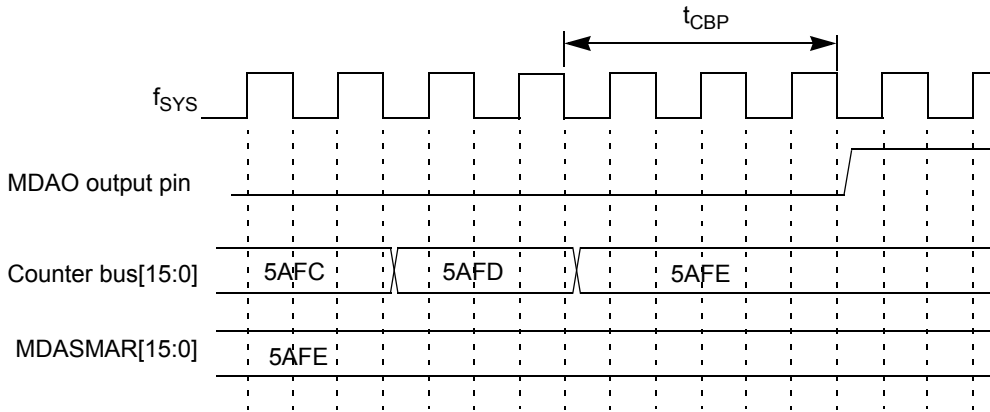 tCBP
fSYS
MDAO output pin
Counter bus[15:0] 5AFC 5AFD 5AFE
MDASMAR[15:0] 5AFE